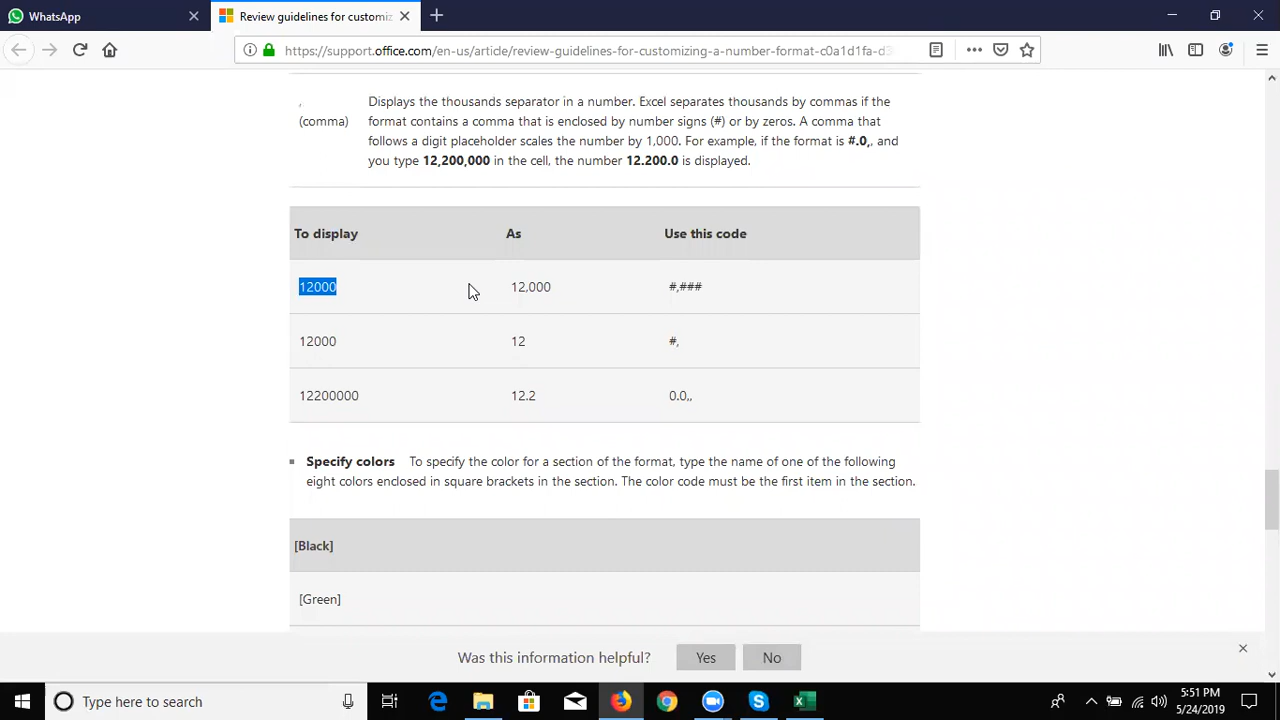 WhatsApp
Review guidelines for customiz
https://support.office.com/en-us/article/review-guidelines-for-customizing-a-number-format-c0a1d1fa-d3
,
(comma)
Displays the thousands separator in a number. Excel separates thousands by commas if the
format contains a comma that is enclosed by number signs (#) or by zeros. A comma that
follows a digit placeholder scales the number by 1,000. For example, if the format is #.0,, and
you type 12,200,000 in the cell, the number 12.200.0 is displayed.
To display As Use this code
12000 12,000 #,###
12000 12 #,
12200000 12.2 0.0,,
Specify colors To specify the color for a section of the format, type the name of one of the following
eight colors enclosed in square brackets in the section. The color code must be the first item in the section.
[Black]
[Green]
Was this information helpful? Yes No
Type here to search
5:51 PM
5/24/2019